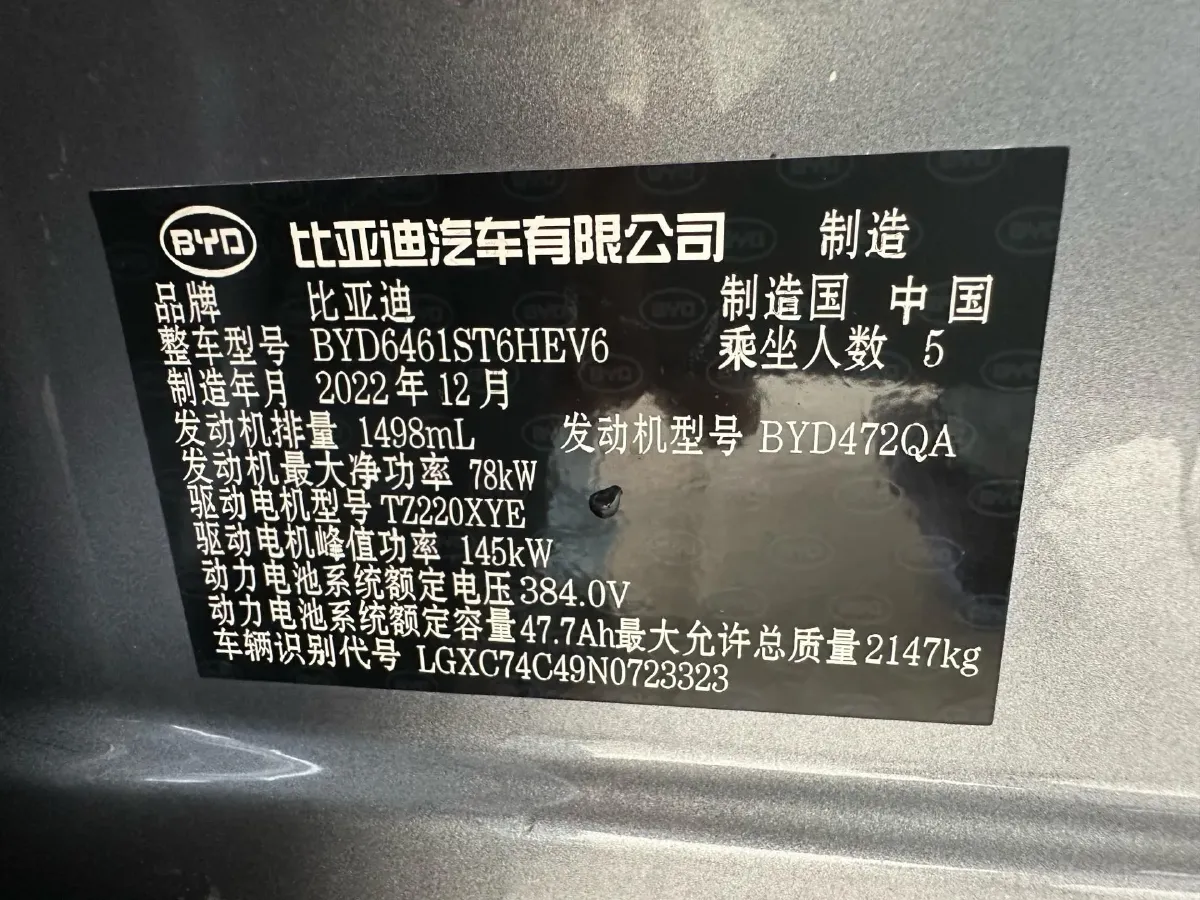 BYD 比亚迪汽车有限公司 制造
品牌 比亚迪 制造国 中国
整车型号 BYD6461ST6HEV6 乘坐人数 5
制造年月 2022年12月
发动机排量 1498mL 发动机型号 BYD472QA
发动机最大净功率 78kW
驱动电机型号 TZ220XYE
驱动电机峰值功率 145kW
动力电池系统额定电压 384.0V
动力电池系统额定容量 47.7Ah 最大允许总质量 2147kg
车辆识别代号 LGXC74C49N0723323